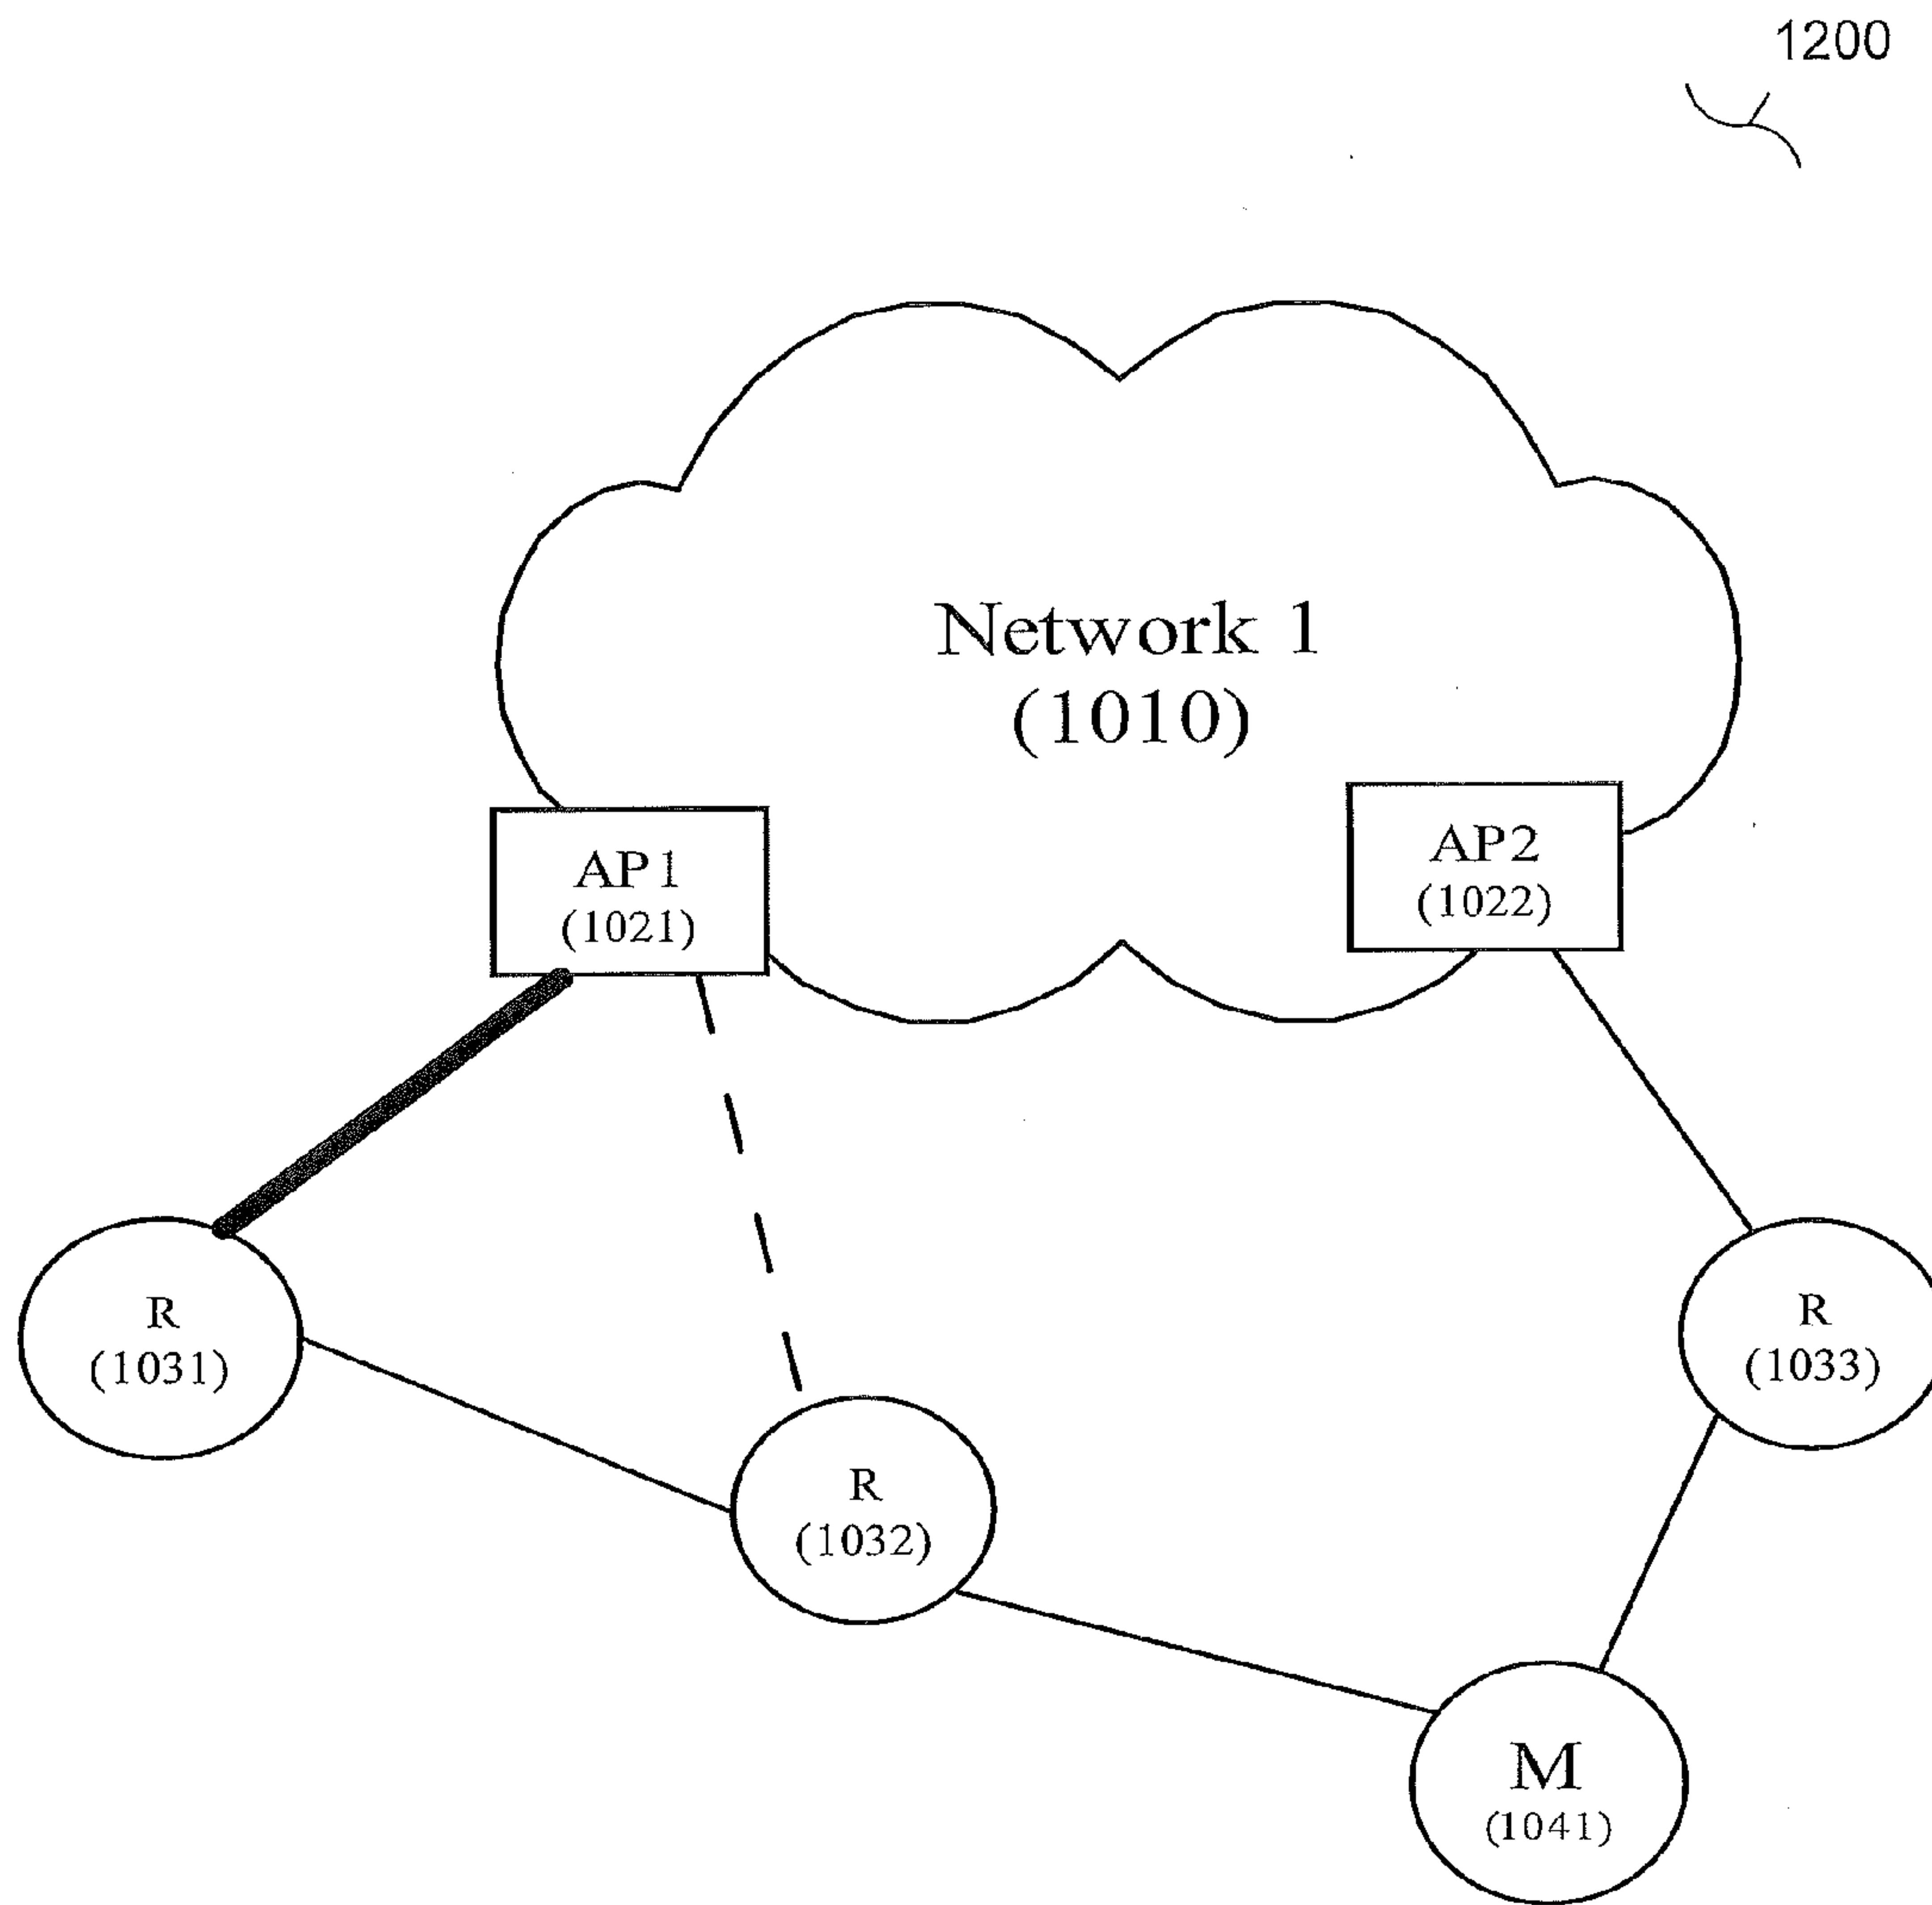 1200
Network 1
(1010)
AP1
(1021)
AP2
(1022)
R
(1031)
R
(1032)
R
(1033)
M
(1041)